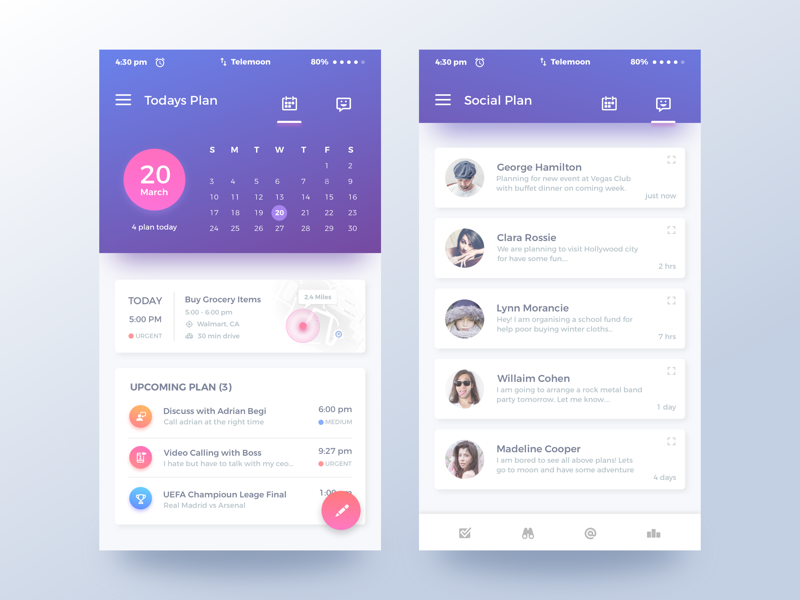 4:30 pm Telemoon 80%
Todays Plan
S M T W T F S
1 2
3 4 5 6 7 8 9
10 11 12 13 14 15 16
17 18 19 20 21 22 23
24 25 26 27 28 29 30
20
March
4 plan today
TODAY
5:00 PM
URGENT
Buy Grocery Items
5:00 - 6:00 pm
Walmart, CA
30 min drive
2.4 Miles
UPCOMING PLAN (3)
Discuss with Adrian Begi
Call adrian at the right time
6:00 pm
MEDIUM
Video Calling with Boss
I hate but have to talk with my ceo...
9:27 pm
URGENT
UEFA Champioun Leage Final
Real Madrid vs Arsenal
4:30 pm Telemoon 80%
Social Plan
George Hamilton
Planning for new event at Vegas Club
with buffet dinner on coming week.
just now
Clara Rossie
We are planning to visit Hollywood city
for have some fun....
2 hrs
Lynn Morancie
Hey! I am organising a school fund for
help poor buying winter cloths...
7 hrs
Willaim Cohen
I am going to arrange a rock metal band
party tomorrow. Let me know....
1 day
Madeline Cooper
I am bored to see all above plans! Lets
go to moon and have some adventure
4 days